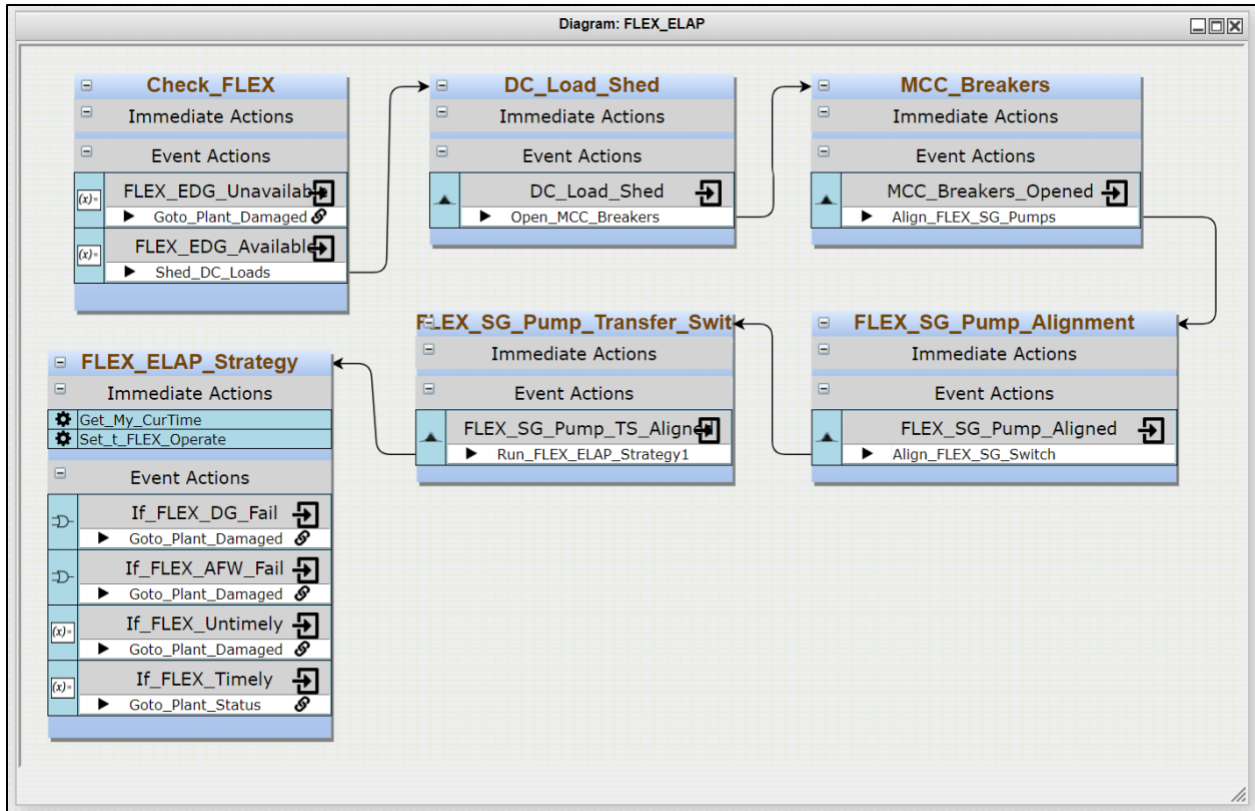 Diagram: FLEX_ELAP
Check_FLEX
Immediate Actions
Event Actions
(x)=
FLEX_EDG_Unavailable
Goto_Plant_Damaged
(x)=
FLEX_EDG_Available
Shed_DC_Loads
DC_Load_Shed
Immediate Actions
Event Actions
DC_Load_Shed
Open_MCC_Breakers
MCC_Breakers
Immediate Actions
Event Actions
MCC_Breakers_Opened
Align_FLEX_SG_Pumps
FLEX_SG_Pump_Alignment
Immediate Actions
Event Actions
FLEX_SG_Pump_Aligned
Align_FLEX_SG_Switch
FLEX_SG_Pump_Transfer_Swit
Immediate Actions
Event Actions
FLEX_SG_Pump_TS_Aligned
Run_FLEX_ELAP_Strategy1
FLEX_ELAP_Strategy
Immediate Actions
Get_My_CurTime
Set_t_FLEX_Operate
Event Actions
If_FLEX_DG_Fail
Goto_Plant_Damaged
If_FLEX_AFW_Fail
Goto_Plant_Damaged
(x)=
If_FLEX_Untimely
Goto_Plant_Damaged
(x)=
If_FLEX_Timely
Goto_Plant_Status